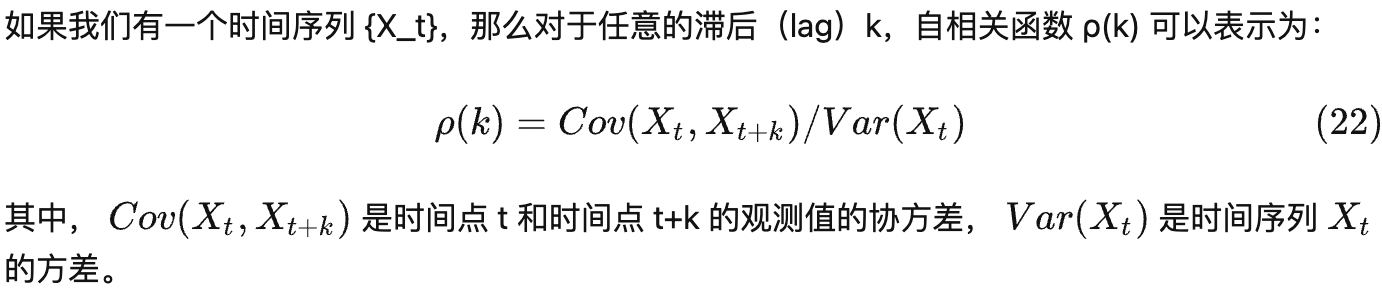 如果我们有一个时间序列 {X_t}，那么对于任意的滞后（lag）k，自相关函数 ρ(k) 可以表示为：
ρ(k) = Cov(X_t, X_{t+k})/Var(X_t) (22)
其中， Cov(X_t, X_{t+k}) 是时间点 t 和时间点 t+k 的观测值的协方差， Var(X_t) 是时间序列 X_t
的方差。